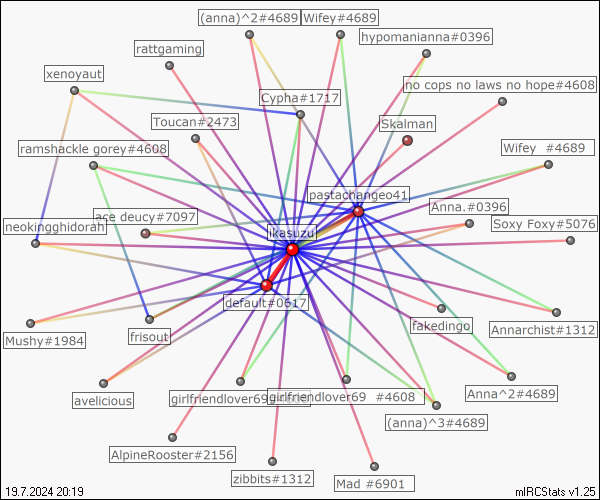 (anna)^2#4689
Wifey#4689
hypomanianna#0396
rattgaming
xenoyaut
no cops no laws no hope#4608
Cypha#1717
Toucan#2473
Skalman
ramshackle gorey#4608
Wifey  #4689
pastachangeo41
Anna.#0396
ace deucy#7097
neokingghidorah
Soxy Foxy#5076
ikasuzu
default#0617
fakedingo
Annarchist#1312
Mushy#1984
frisout
girlfriendlover69
girlfriendlover69  #4608
Anna^2#4689
avelicious
(anna)^3#4689
AlpineRooster#2156
zibbits#1312
Mad #6901
19.7.2024 20:19
mIRCStats v1.25